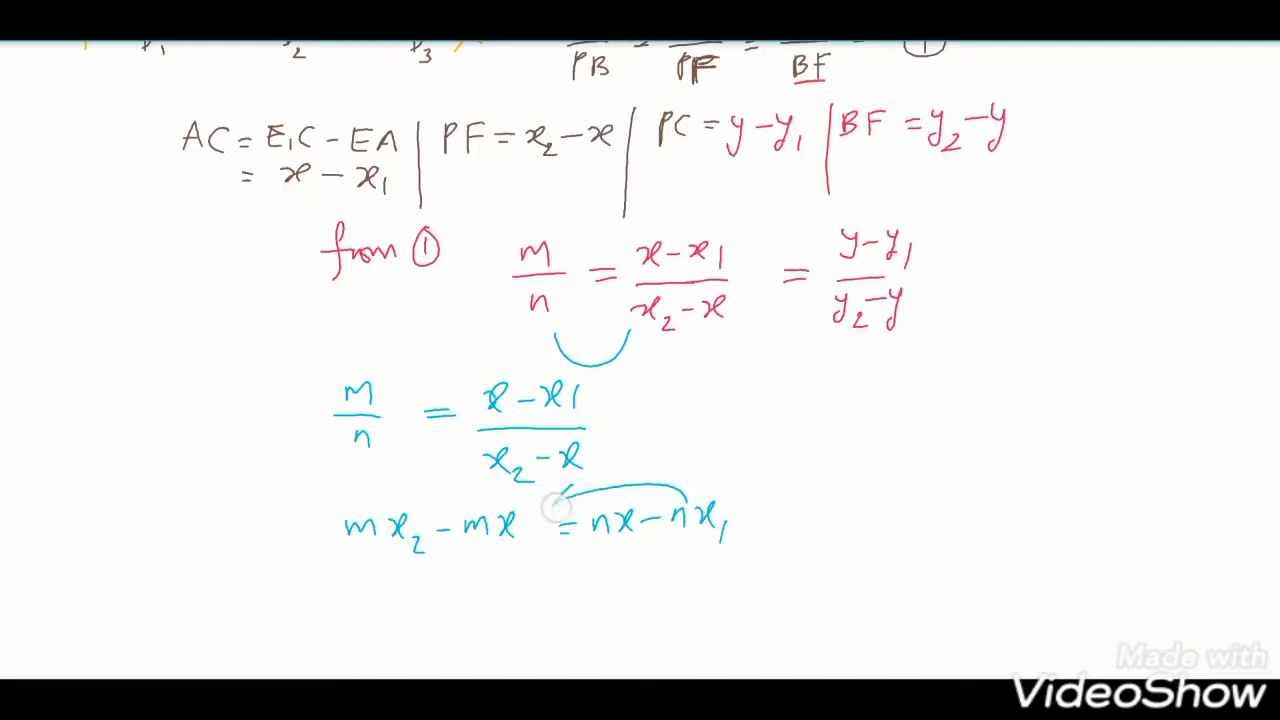 PB PF = BF
AC = E₁C - EA | PF = x₂ - x | PC = y - y₁ | BF = y₂ - y
= x - x₁
from ① m/n = x - x₁/x₂ - x = y - y₁/y₂ - y
m/n = x - x₁/x₂ - x
mx₂ - mx = nx - nx₁
Made with
VideoShow